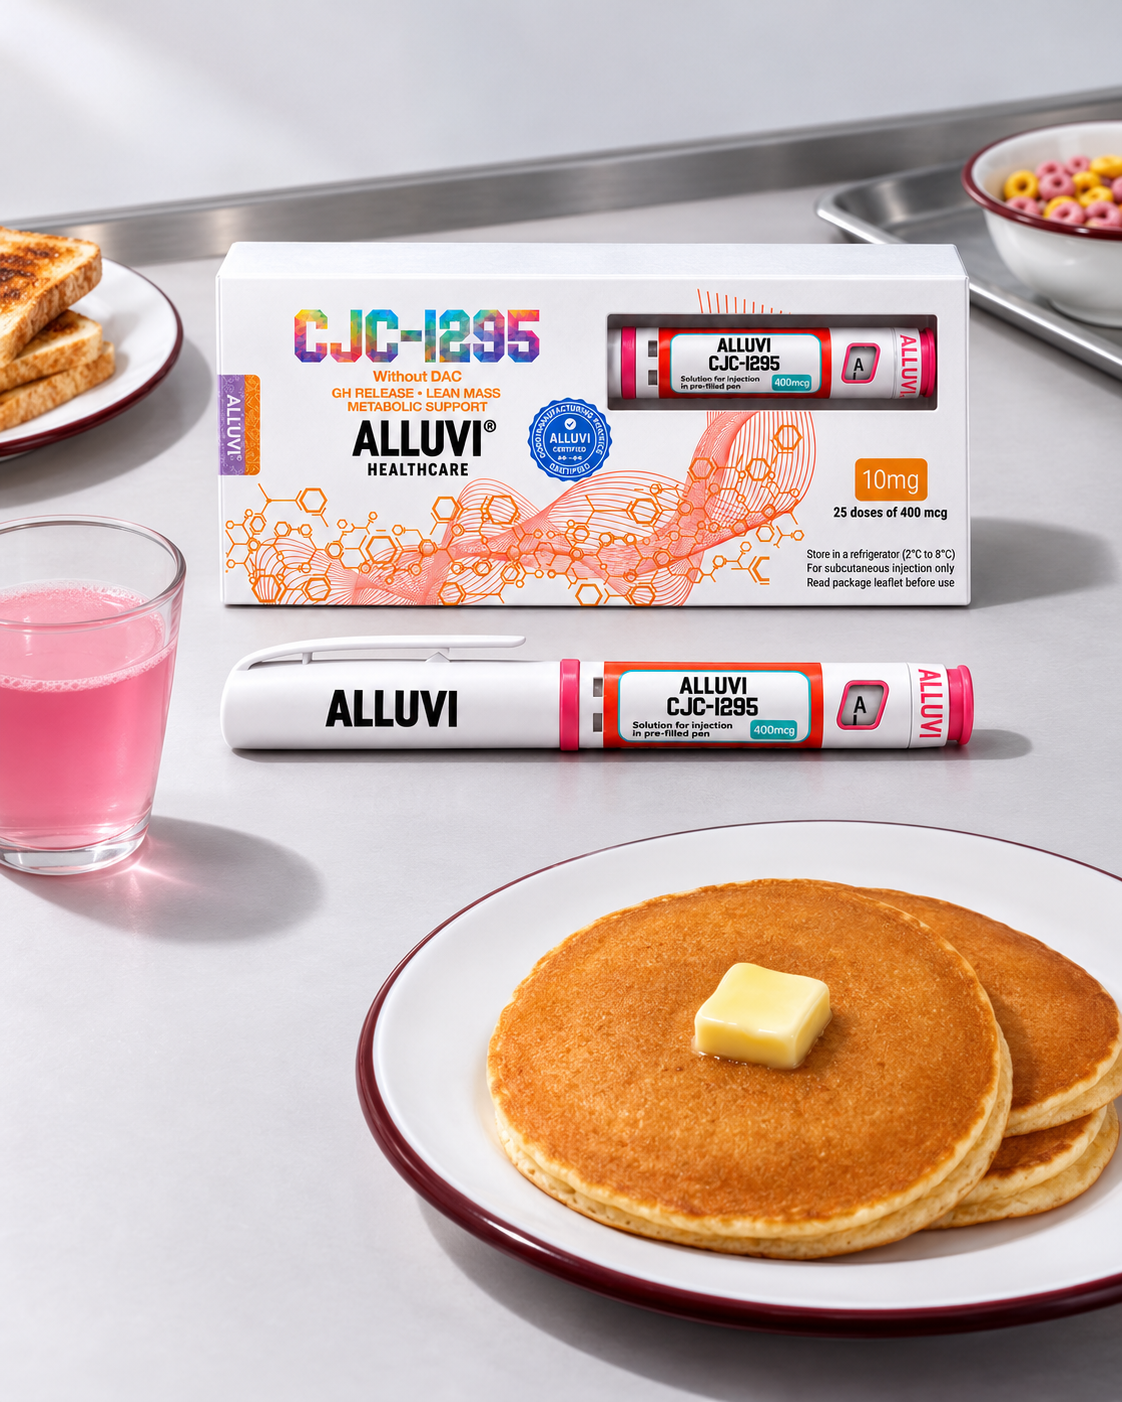 CJC-1295
Without DAC
GH RELEASE • LEAN MASS
METABOLIC SUPPORT
ALLUVI®
HEALTHCARE
ALLUVI®
ALLUVI
CERTIFIED
ALLUVI
CJC-1295
Solution for injection
in pre-filled pen
400mcg
A
ALLUVI
10mg
25 doses of 400 mcg
Store in a refrigerator (2°C to 8°C)
For subcutaneous injection only
Read package leaflet before use
ALLUVI
ALLUVI
CJC-1295
Solution for injection
in pre-filled pen
400mcg
A
ALLUVI